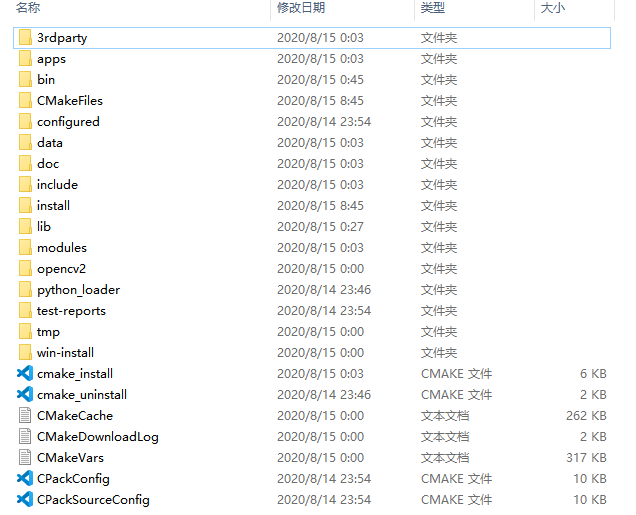 名称 修改日期 类型 大小
3rdparty 2020/8/15 0:03 文件夹
apps 2020/8/15 0:03 文件夹
bin 2020/8/15 0:45 文件夹
CMakeFiles 2020/8/15 8:45 文件夹
configured 2020/8/14 23:54 文件夹
data 2020/8/15 0:03 文件夹
doc 2020/8/15 0:03 文件夹
include 2020/8/15 0:03 文件夹
install 2020/8/15 8:45 文件夹
lib 2020/8/15 0:27 文件夹
modules 2020/8/15 0:03 文件夹
opencv2 2020/8/15 0:00 文件夹
python_loader 2020/8/14 23:46 文件夹
test-reports 2020/8/14 23:54 文件夹
tmp 2020/8/15 0:00 文件夹
win-install 2020/8/15 0:00 文件夹
cmake_install 2020/8/15 0:03 CMAKE 文件 6 KB
cmake_uninstall 2020/8/14 23:46 CMAKE 文件 2 KB
CMakeCache 2020/8/15 0:00 文本文档 262 KB
CMakeDownloadLog 2020/8/15 0:00 文本文档 2 KB
CMakeVars 2020/8/15 0:00 文本文档 317 KB
CPackConfig 2020/8/14 23:54 CMAKE 文件 10 KB
CPackSourceConfig 2020/8/14 23:54 CMAKE 文件 10 KB